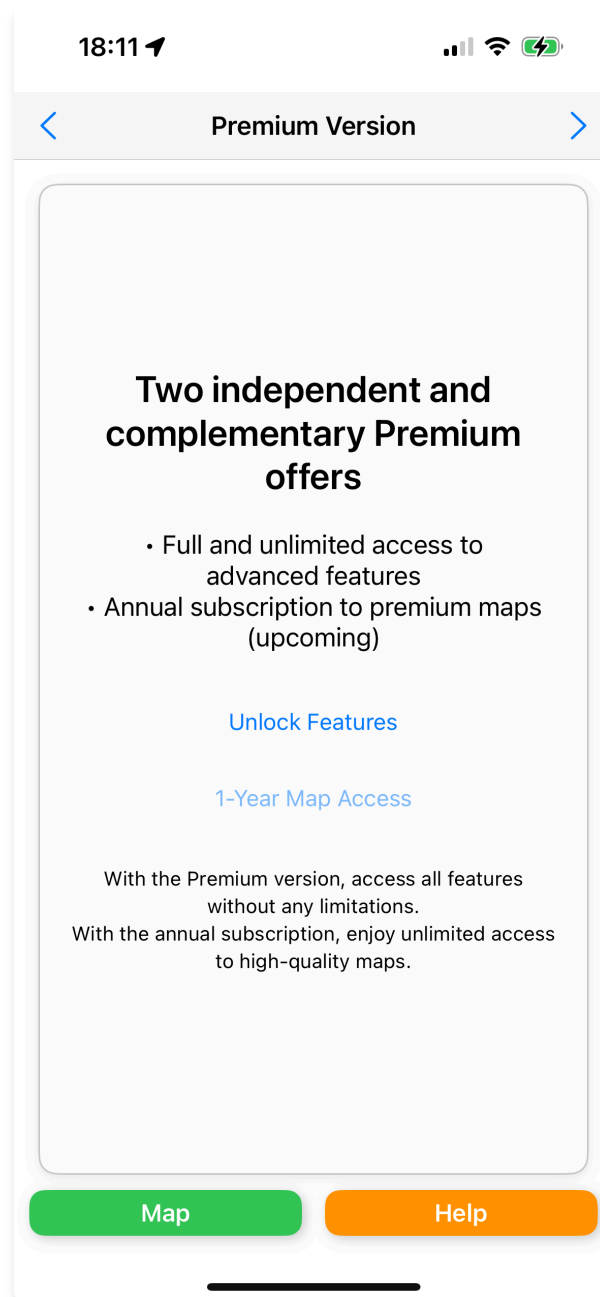 18:11
Premium Version
Two independent and
complementary Premium
offers
• Full and unlimited access to
advanced features
• Annual subscription to premium maps
(upcoming)
Unlock Features
1-Year Map Access
With the Premium version, access all features
without any limitations.
With the annual subscription, enjoy unlimited access
to high-quality maps.
Map
Help